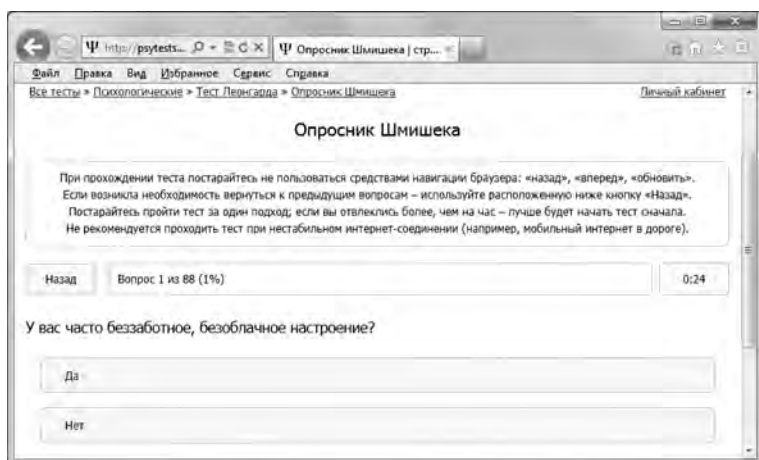 http://psytests... Ψ Опросник Шмишека | стр...
Файл Правка Вид Избранное Сервис Справка
Все тесты » Психологические » Тест Леонгарда » Опросник Шмишека Личный кабинет
Опросник Шмишека
При прохождении теста постарайтесь не пользоваться средствами навигации браузера: «назад», «вперед», «обновить».
Если возникла необходимость вернуться к предыдущим вопросам – используйте расположенную ниже кнопку «Назад».
Постарайтесь пройти тест за один подход; если вы отвлеклись более, чем на час – лучше будет начать тест сначала.
Не рекомендуется проходить тест при нестабильном интернет-соединении (например, мобильный интернет в дороге).
Назад Вопрос 1 из 88 (1%) 0:24
У вас часто беззаботное, безоблачное настроение?
Да
Нет